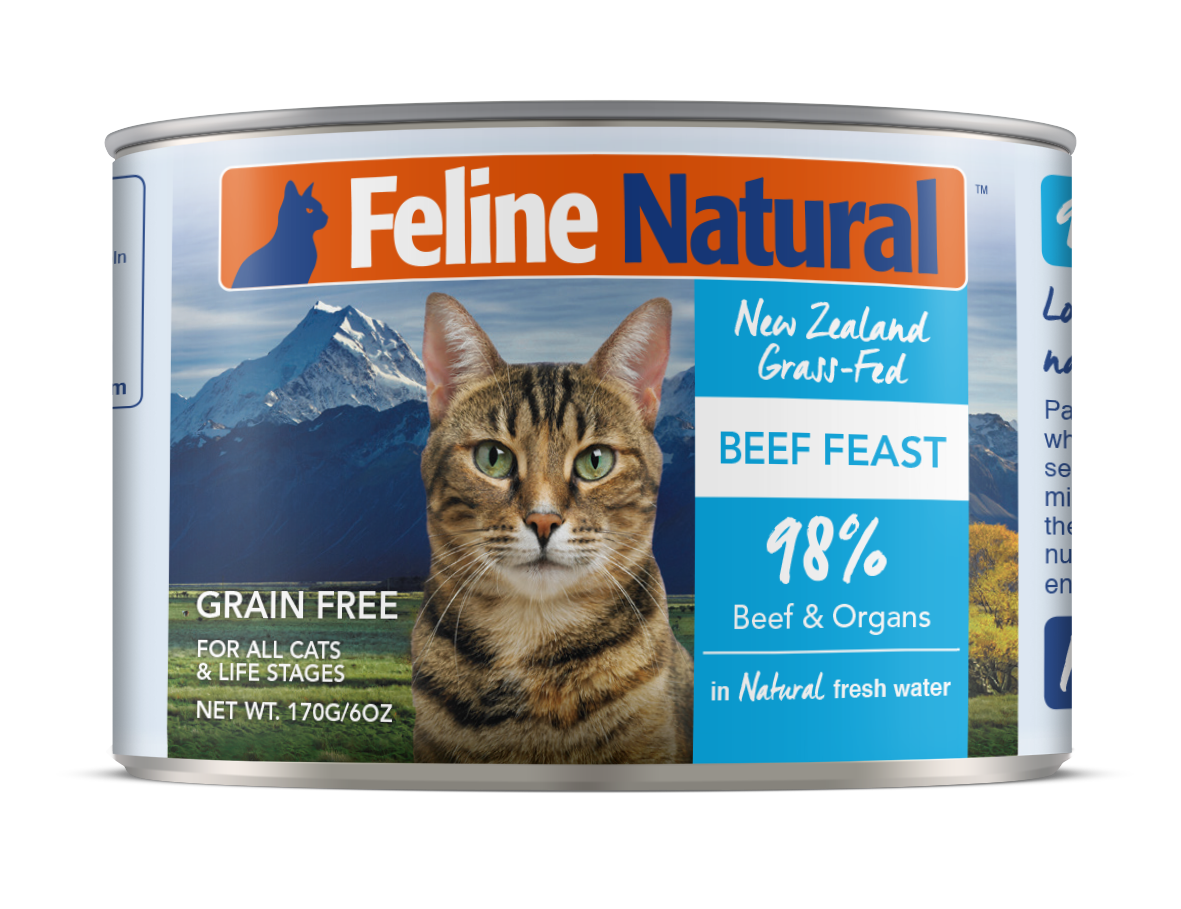 Feline Natural
TM
New Zealand
Grass-Fed
BEEF FEAST
98%
Beef & Organs
in Natural fresh water
GRAIN FREE
FOR ALL CATS
& LIFE STAGES
NET WT. 170G/6OZ